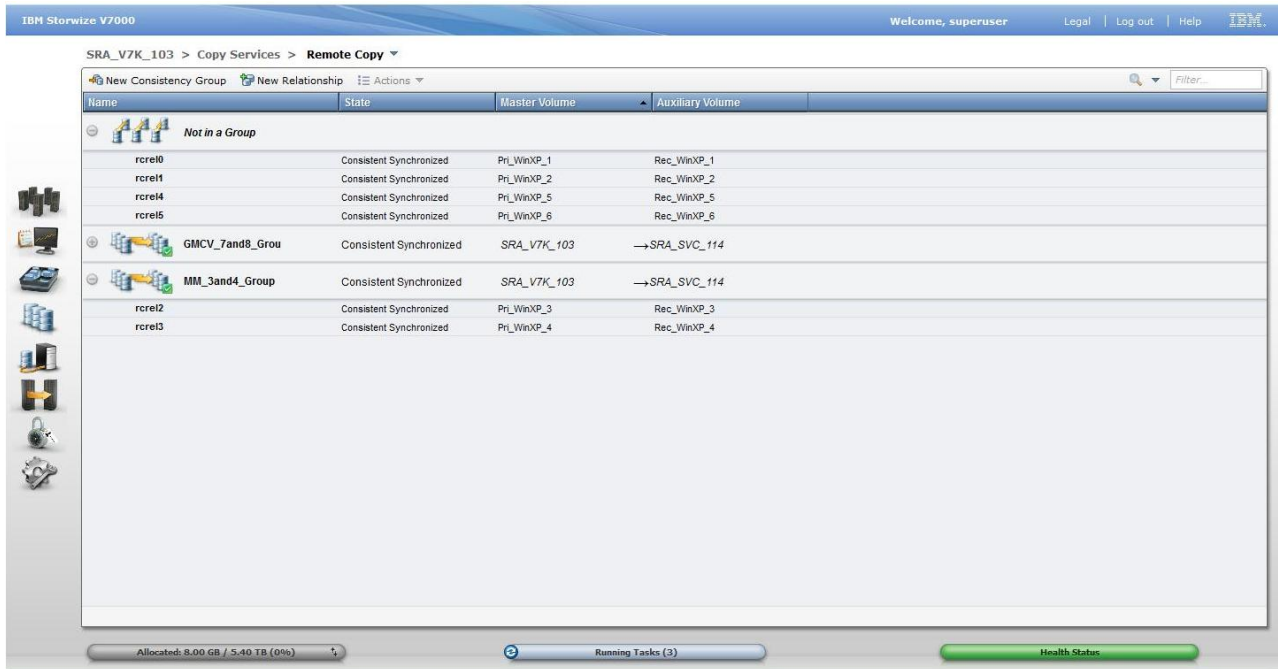 IBM Storwize V7000 Welcome, superuser Legal | Log out | Help IBM.
SRA_V7K_103 > Copy Services > Remote Copy
New Consistency Group New Relationship Actions Filter...
Name State Master Volume Auxiliary Volume
Not in a Group
rcrel0 Consistent Synchronized Pri_WinXP_1 Rec_WinXP_1
rcrel1 Consistent Synchronized Pri_WinXP_2 Rec_WinXP_2
rcrel4 Consistent Synchronized Pri_WinXP_5 Rec_WinXP_5
rcrel5 Consistent Synchronized Pri_WinXP_6 Rec_WinXP_6
GMCV_7and8_Grou Consistent Synchronized SRA_V7K_103 →SRA_SVC_114
MM_3and4_Group Consistent Synchronized SRA_V7K_103 →SRA_SVC_114
rcrel2 Consistent Synchronized Pri_WinXP_3 Rec_WinXP_3
rcrel3 Consistent Synchronized Pri_WinXP_4 Rec_WinXP_4
Allocated: 8.00 GB / 5.40 TB (0%) Running Tasks (3) Health Status